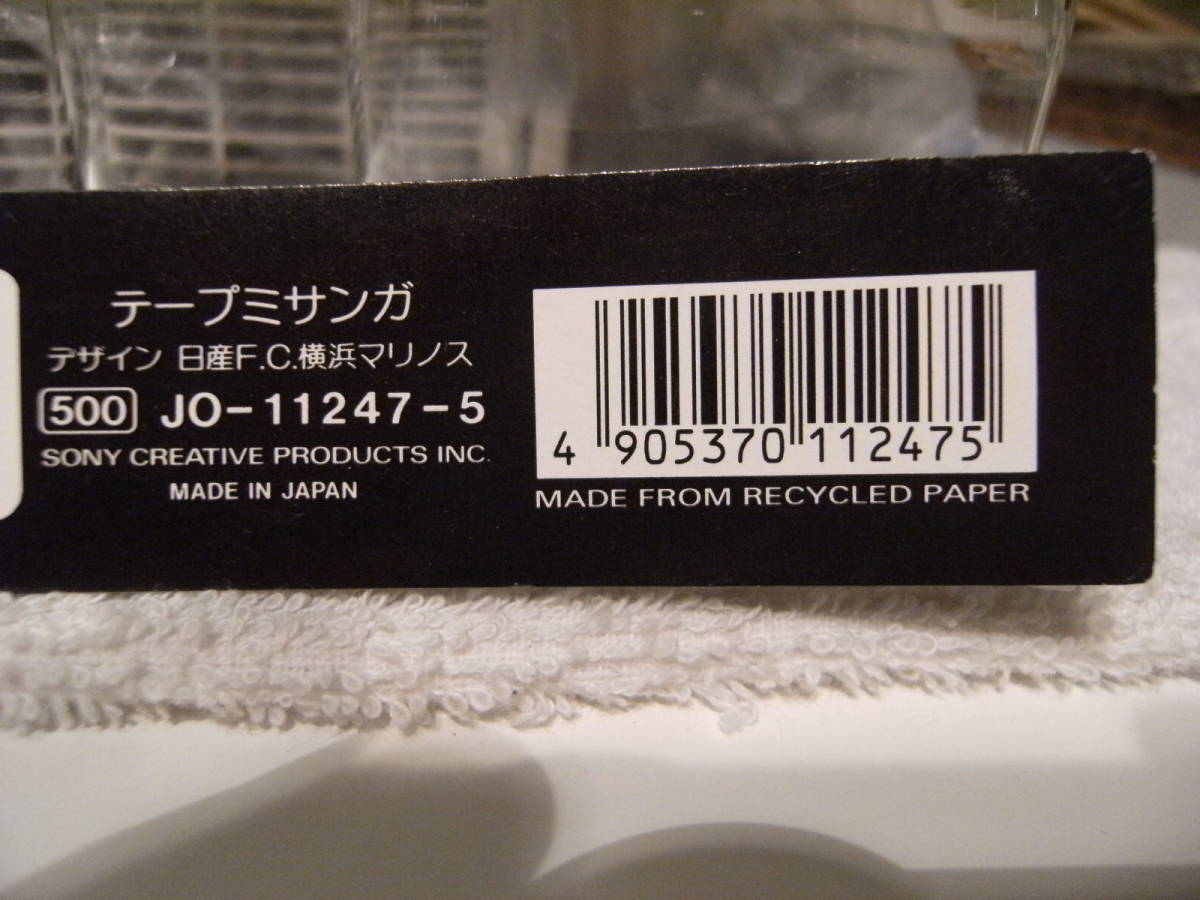 テープミサンガ
デザイン 日産F.C.横浜マリノス
500 JO-11247-5
SONY CREATIVE PRODUCTS INC.
MADE IN JAPAN
4 905370 112475
MADE FROM RECYCLED PAPER